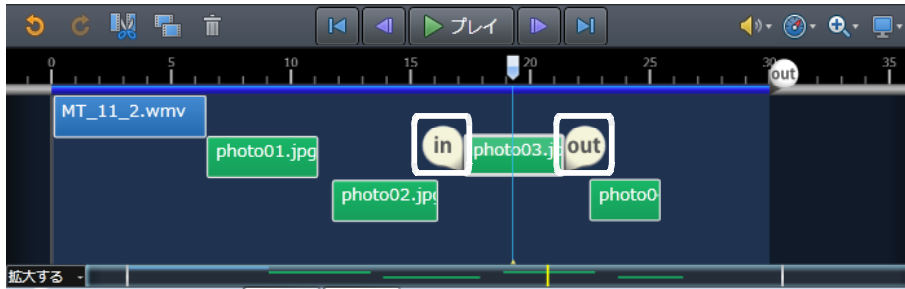 プレイ
0 5 10 15 20 25 30 35
out
MT_11_2.wmv
photo01.jpg in photo03.j out
photo02.jp photo0
拡大する